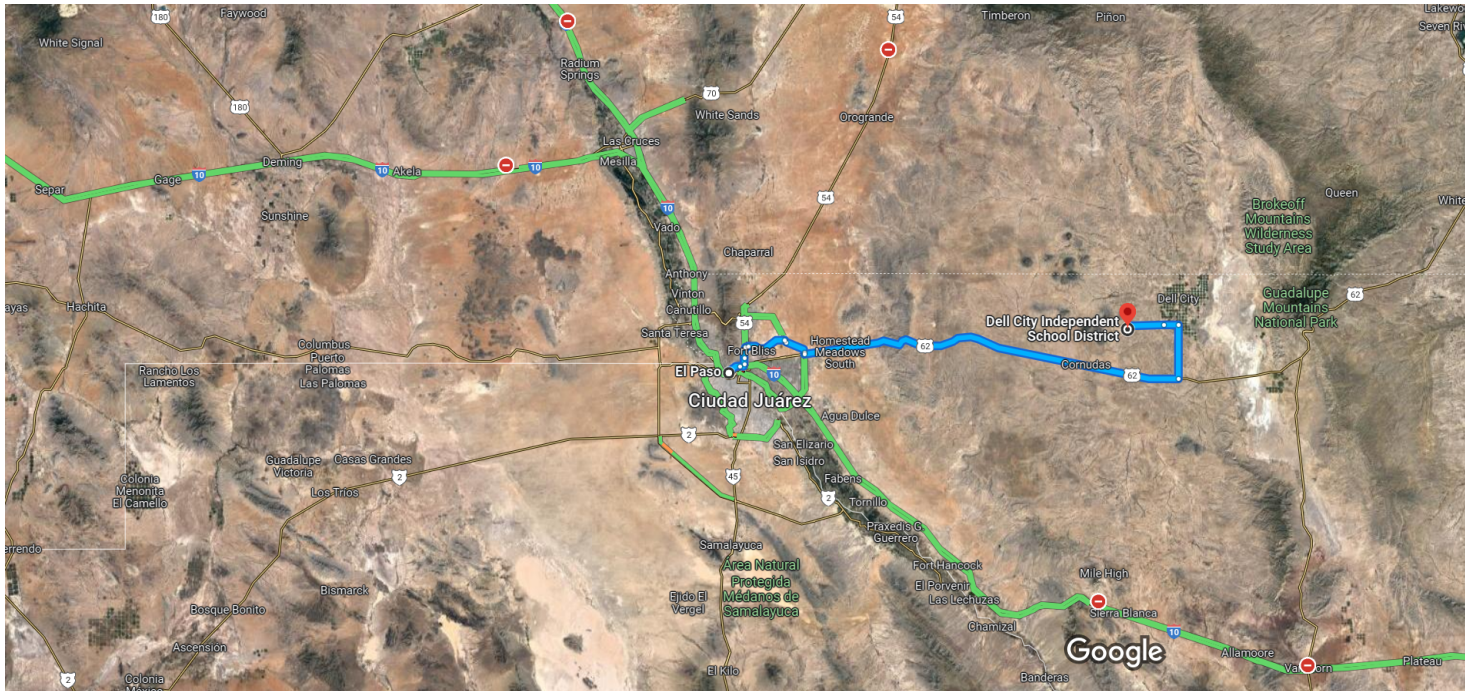 180
Faywood
White Signal
54
Timberon
Piñon
Lakewo
Seven Riv
Radium
Springs
180
70
White Sands
Orogrande
Las Cruces
Mesilla
Deming
10
Akela
10
Gage
10
Separ
54
Queen
White
Sunshine
10
Vado
Brokeoff
Mountains
Wilderness
Study Area
Chaparral
Anthony
Vinton
Canutillo
Hachita
ayas
Dell City
62
Guadalupe
Mountains
National Park
54
Dell City Independent
School District
Santa Teresa
Homestead
Meadows
South
62
Fort Bliss
Columbus
Puerto
Palomas
Las Palomas
Rancho Los
Lamentos
El Paso
10
Cornudas
62
Ciudad Juárez
Agua Dulce
2
San Elizario
San Isidro
Guadalupe
Victoria
Casas Grandes
2
45
Los Trios
Colonia
Menonita
El Camello
Fabens
2
Tornillo
Praxedis G.
Guerrero
errendo
Samalayuca
Area Natural
Protegida
Médanos de
Samalayuca
Fort Hancock
El Porvenir
Las Lechuzas
Mile High
Sierra Blanca
Bismarck
Ejido El
Vergel
Bosque Bonito
Chamizal
10
Ascensión
Google
Allamoore
Van Horn
Plateau
El Kilo
Banderas
2
Colonia
México